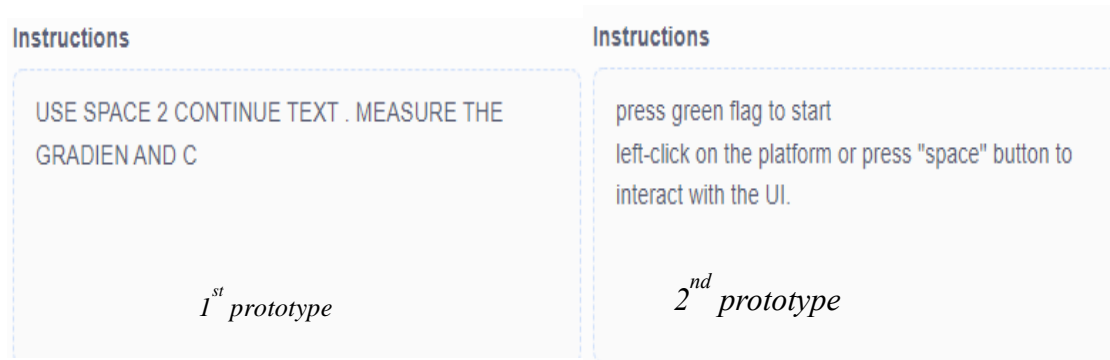 Instructions
USE SPACE 2 CONTINUE TEXT . MEASURE THE
GRADIEN AND C
1st prototype
Instructions
press green flag to start
left-click on the platform or press "space" button to
interact with the UI.
2nd prototype